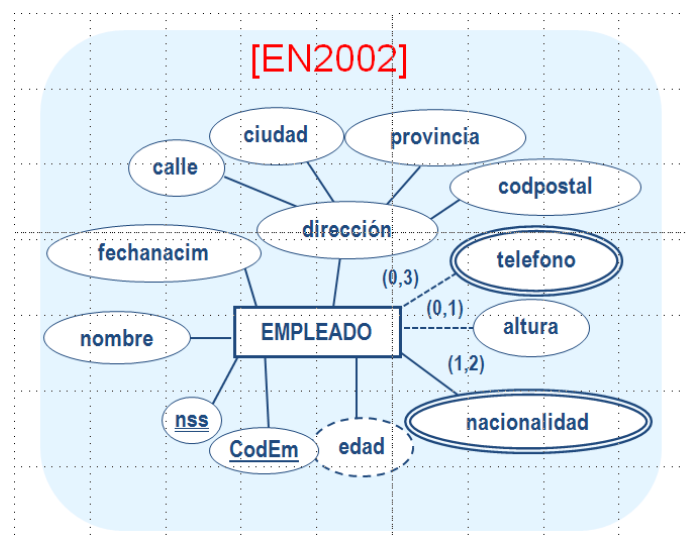 [EN2002]
ciudad
provincia
calle
codpostal
dirección
fechanacim
telefono
(0,3)
(0,1)
EMPLEADO
altura
nombre
(1,2)
nss
CodEm
edad
nacionalidad